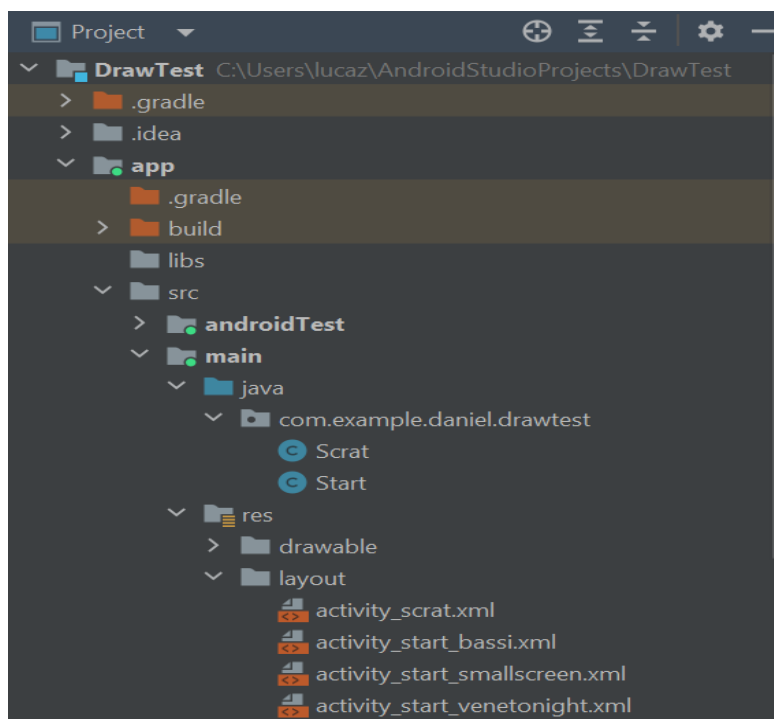 Project
DrawTest C:\Users\lucaz\AndroidStudioProjects\DrawTest
.gradle
.idea
app
.gradle
build
libs
src
androidTest
main
java
com.example.daniel.drawtest
C Scrat
C Start
res
drawable
layout
<> activity_scrat.xml
<> activity_start_bassi.xml
<> activity_start_smallscreen.xml
<> activity_start_venetonight.xml